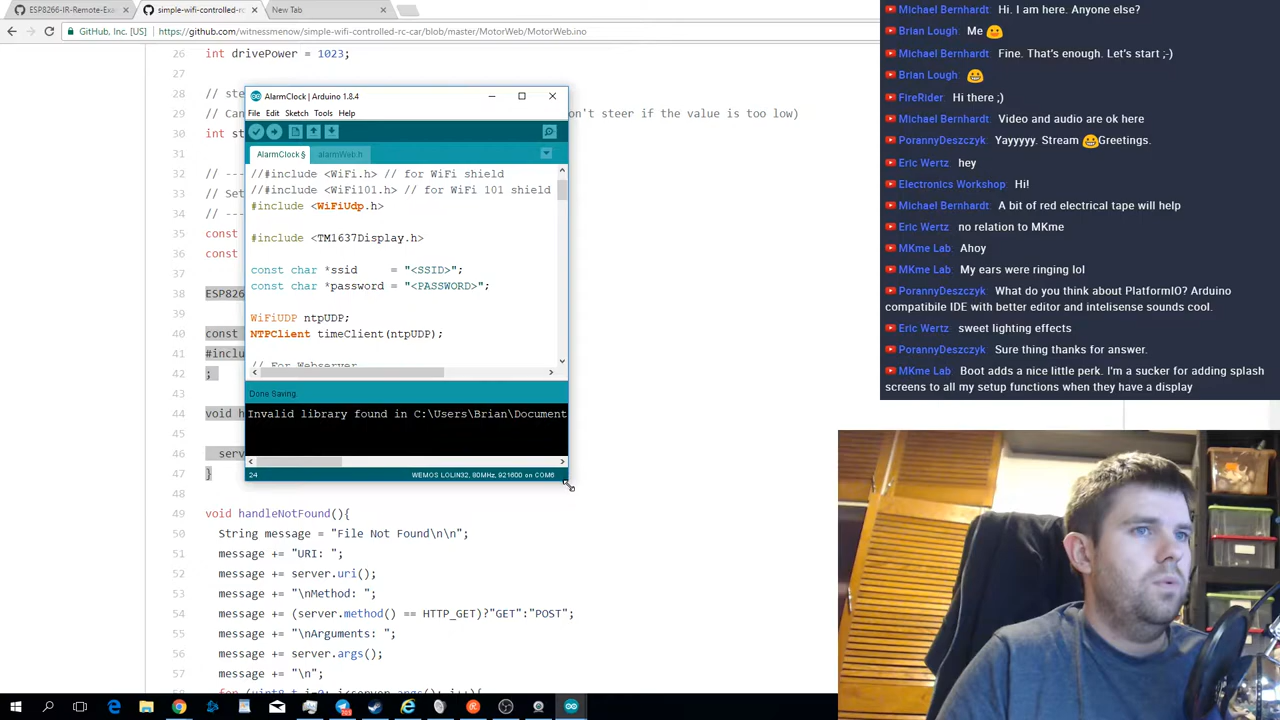 ESP8266-IR-Remote-Exa
simple-wifi-controlled-rc
New Tab
GitHub, Inc. [US]
https://github.com/witnessmenow/simple-wifi-controlled-rc-car/blob/master/MotorWeb/MotorWeb.ino
26 int drivePower = 1023;
27
28 // ste
29 // Can
n't steer if the value is too low)
30 int st
31
32 // ---
33 // Set
34 // ---
35 const
36 const
37
38 ESP826
39
40 const
41 #inclu
42 ;
43
44 void h
45
46 serv
47 }
48
49 void handleNotFound(){
50 String message = "File Not Found\n\n";
51 message += "URI: ";
52 message += server.uri();
53 message += "\nMethod: ";
54 message += (server.method() == HTTP_GET)?"GET":"POST";
55 message += "\nArguments: ";
56 message += server.args();
57 message += "\n";
58 for (uint8_t i=0; i<server.args(); i++){
AlarmClock | Arduino 1.8.4
File Edit Sketch Tools Help
AlarmClock §
alarmWeb.h
//#include <WiFi.h> // for WiFi shield
//#include <WiFi101.h> // for WiFi 101 shield
#include <WiFiUdp.h>
#include <TM1637Display.h>
const char *ssid = "<SSID>";
const char *password = "<PASSWORD>";
WiFiUDP ntpUDP;
NTPClient timeClient(ntpUDP);
// For Webserver
Done Saving.
Invalid library found in C:\Users\Brian\Document
24
WEMOS LOLIN32, 80MHz, 921600 on COM6
Michael Bernhardt Hi. I am here. Anyone else?
Brian Lough: Me
Michael Bernhardt: Fine. That's enough. Let's start ;-)
Brian Lough:
FireRider: Hi there ;)
Michael Bernhardt: Video and audio are ok here
PorannyDeszczyk: Yayyyyy. Stream Greetings.
Eric Wertz: hey
Electronics Workshop: Hi!
Michael Bernhardt: A bit of red electrical tape will help
Eric Wertz: no relation to MKme
MKme Lab: Ahoy
MKme Lab: My ears were ringing lol
PorannyDeszczyk: What do you think about PlatformIO? Arduino
compatibile IDE with better editor and intelisense sounds cool.
Eric Wertz: sweet lighting effects
PorannyDeszczyk: Sure thing thanks for answer.
MKme Lab: Boot adds a nice little perk. I'm a sucker for adding splash
screens to all my setup functions when they have a display